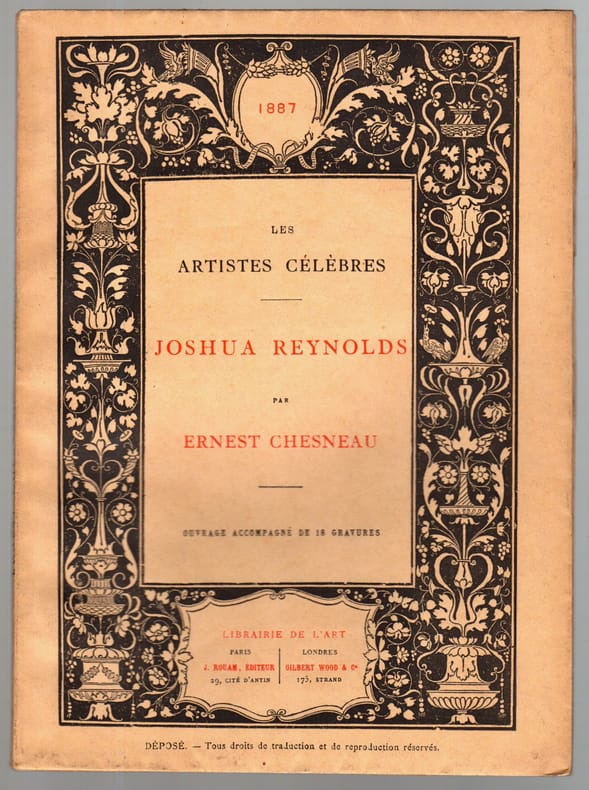 1887
LES
ARTISTES CÉLÈBRES
JOSHUA REYNOLDS
PAR
ERNEST CHESNEAU
OUVRAGE ACCOMPAGNÉ DE 18 GRAVURES
LIBRAIRIE DE L'ART
PARIS
J. ROUAM, ÉDITEUR
29, CITÉ D'ANTIN
LONDRES
GILBERT WOOD & Cº
175, STRAND
DÉPOSÉ. — Tous droits de traduction et de reproduction réservés.